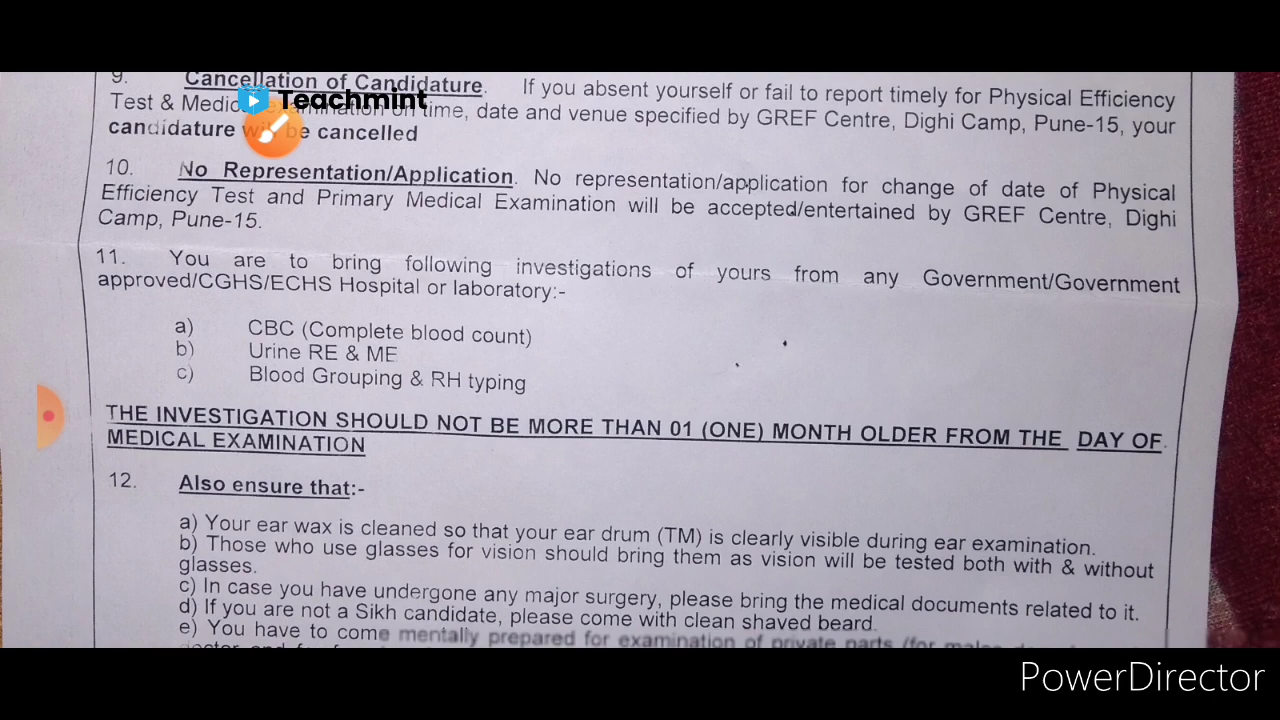 9. Cancellation of Candidature. If you absent yourself or fail to report timely for Physical Efficiency
Teachmint
Test & Medic examination on time, date and venue specified by GREF Centre, Dighi Camp, Pune-15, your
candidature will be cancelled
10. No Representation/Application. No representation/application for change of date of Physical
Efficiency Test and Primary Medical Examination will be accepted/entertained by GREF Centre, Dighi
Camp, Pune-15.
11. You are to bring following investigations of yours from any Government/Government
approved/CGHS/ECHS Hospital or laboratory:-
a) CBC (Complete blood count)
b) Urine RE & ME
c) Blood Grouping & RH typing
THE INVESTIGATION SHOULD NOT BE MORE THAN 01 (ONE) MONTH OLDER FROM THE DAY OF
MEDICAL EXAMINATION
12. Also ensure that:-
a) Your ear wax is cleaned so that your ear drum (TM) is clearly visible during ear examination.
b) Those who use glasses for vision should bring them as vision will be tested both with & without
glasses.
c) In case you have undergone any major surgery, please bring the medical documents related to it.
d) If you are not a Sikh candidate, please come with clean shaved beard.
e) You have to come mentally prepared for examination of private parts (for males
PowerDirector